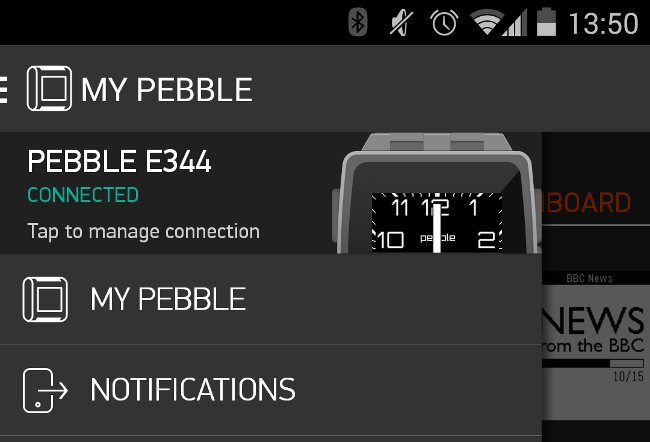 13:50
MY PEBBLE
PEBBLE E344
CONNECTED
Tap to manage connection
11 12 1
10 pebble 2
BOARD
MY PEBBLE
BBC News
NEWS
from the BBC
10/15
NOTIFICATIONS